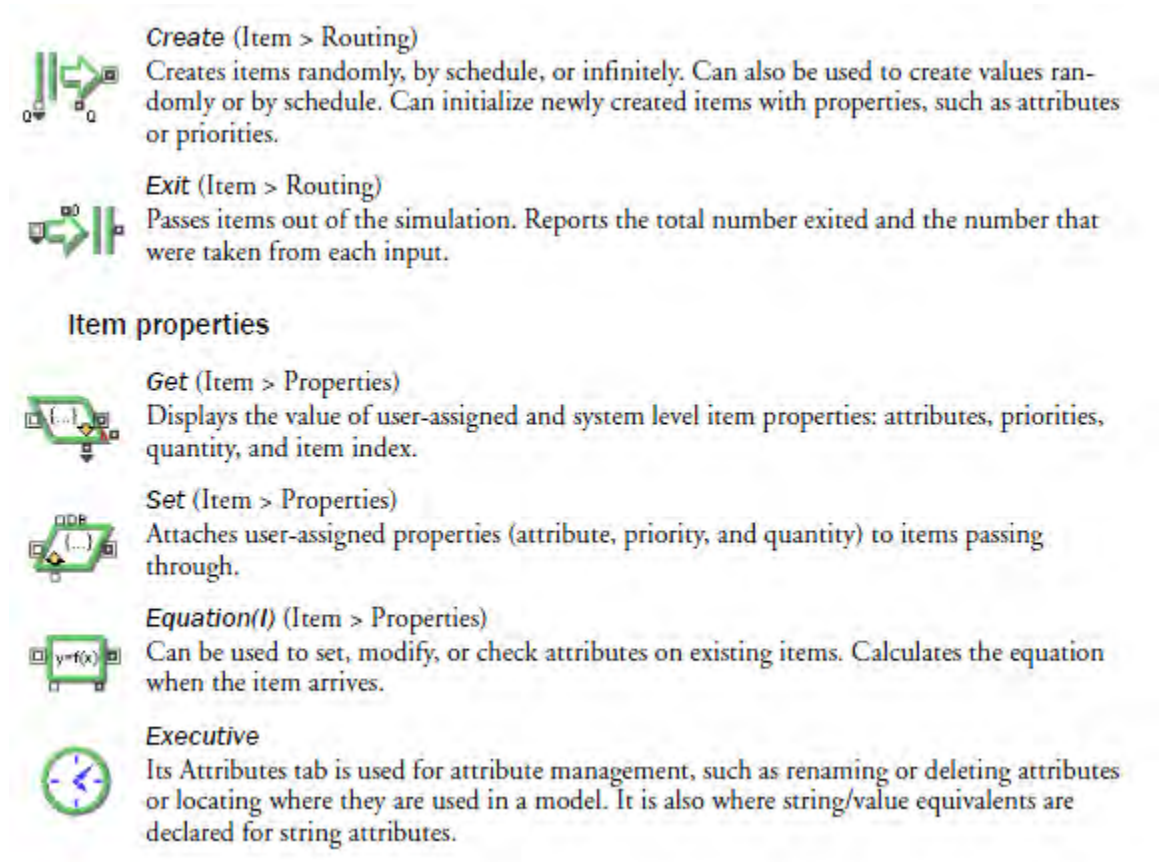 Create (Item > Routing)
Creates items randomly, by schedule, or infinitely. Can also be used to create values ran-
domly or by schedule. Can initialize newly created items with properties, such as attributes
or priorities.
Q
Q
Exit (Item > Routing)
Passes items out of the simulation. Reports the total number exited and the number that
were taken from each input.
Item properties
Get (Item > Properties)
{...}
Displays the value of user-assigned and system level item properties: attributes, priorities,
quantity, and item index.
Set (Item > Properties)
{...}
Attaches user-assigned properties (attribute, priority, and quantity) to items passing
through.
Equation(I) (Item > Properties)
y=f(x)
Can be used to set, modify, or check attributes on existing items. Calculates the equation
when the item arrives.
Executive
Its Attributes tab is used for attribute management, such as renaming or deleting attributes
or locating where they are used in a model. It is also where string/value equivalents are
declared for string attributes.